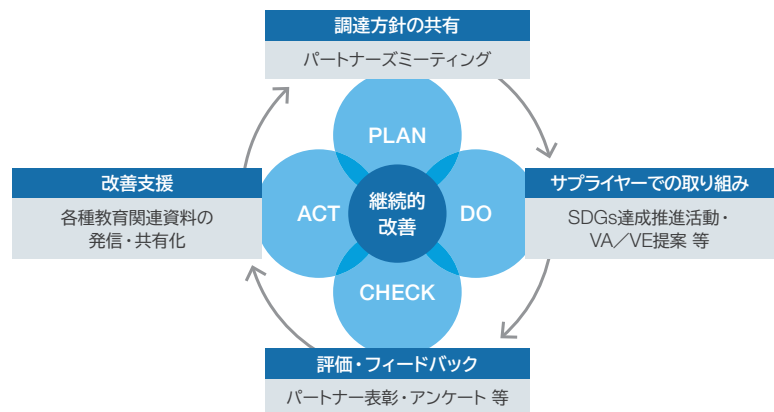 調達方針の共有
パートナーズミーティング
PLAN
改善支援
各種教育関連資料の
発信・共有化
ACT
継続的
改善
DO
サプライヤーでの取り組み
SDGs達成推進活動・
VA／VE提案 等
CHECK
評価・フィードバック
パートナー表彰・アンケート 等